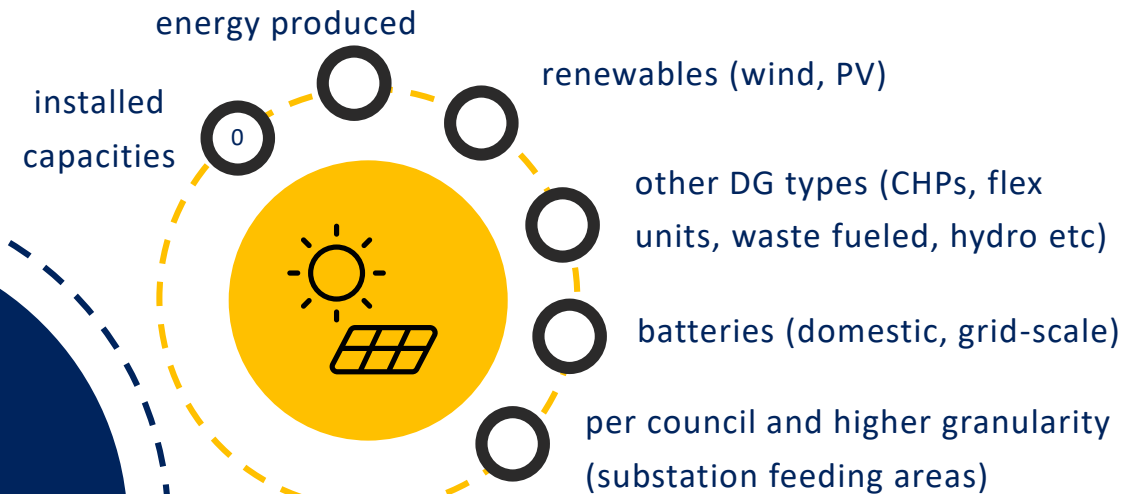 energy produced
installed
capacities
0
renewables (wind, PV)
other DG types (CHPs, flex
units, waste fueled, hydro etc)
batteries (domestic, grid-scale)
per council and higher granularity
(substation feeding areas)